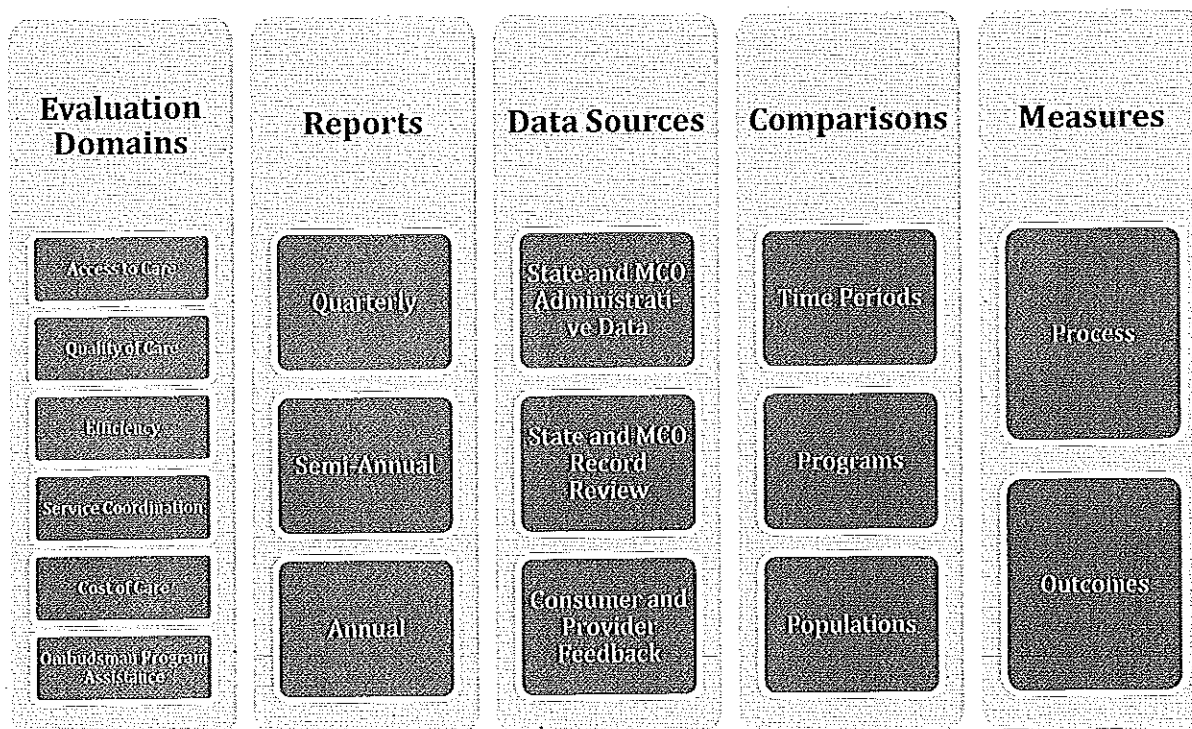 Evaluation
Domains
Access to Care
Quality of Care
Efficiency
Service Coordination
Cost of Care
Ombudsman Program
Assistance
Reports
Quarterly
Semi-Annual
Annual
Data Sources
State and MCO
Administrati-
ve Data
State and MCO
Record
Review
Consumer and
Provider
Feedback
Comparisons
Time Periods
Programs
Populations
Measures
Process
Outcomes